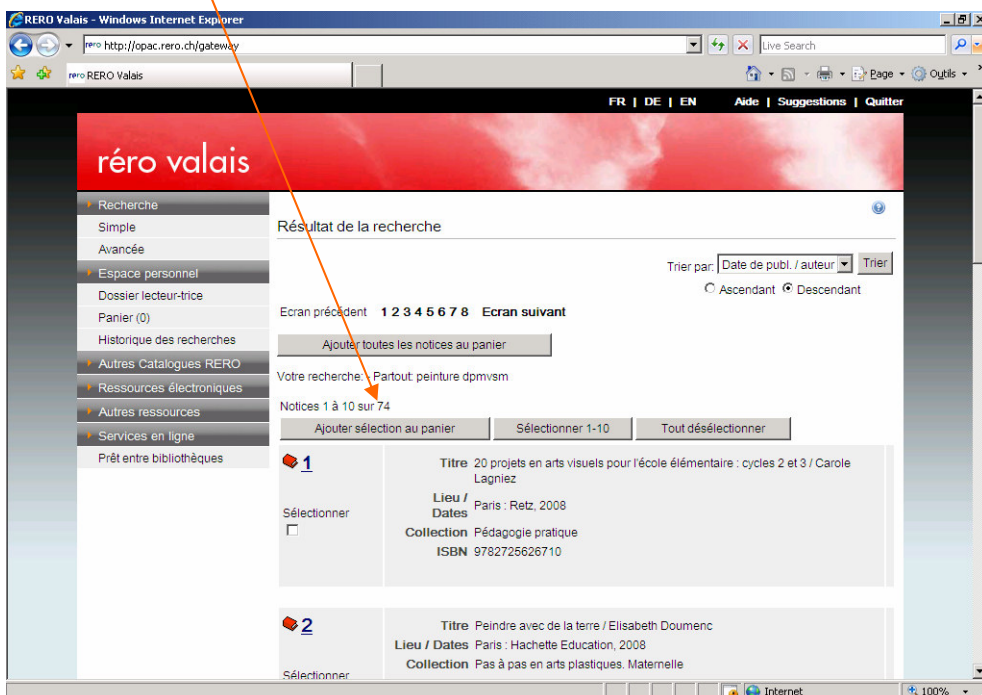 RERO Valais - Windows Internet Explorer
rero http://opac.rero.ch/gateway
Live Search
rero RERO Valais
Page
Outils
FR | DE | EN Aide | Suggestions | Quitter
réro valais
Recherche
Simple
Avancée
Espace personnel
Dossier lecteur-trice
Panier (0)
Historique des recherches
Autres Catalogues RERO
Ressources électroniques
Autres ressources
Services en ligne
Prêt entre bibliothèques
Résultat de la recherche
Trier par: Date de publ. / auteur Trier
Ascendant Descendant
Ecran précédent 1 2 3 4 5 6 7 8 Ecran suivant
Ajouter toutes les notices au panier
Votre recherche: - Partout: peinture dpmvsm
Notices 1 à 10 sur 74
Ajouter sélection au panier Sélectionner 1-10 Tout désélectionner
1
Sélectionner
Titre 20 projets en arts visuels pour l'école élémentaire : cycles 2 et 3 / Carole
Lagniez
Lieu /
Dates Paris : Retz, 2008
Collection Pédagogie pratique
ISBN 9782725626710
2
Sélectionner
Titre Peindre avec de la terre / Elisabeth Doumenc
Lieu / Dates Paris : Hachette Education, 2008
Collection Pas à pas en arts plastiques. Maternelle
Internet
100%